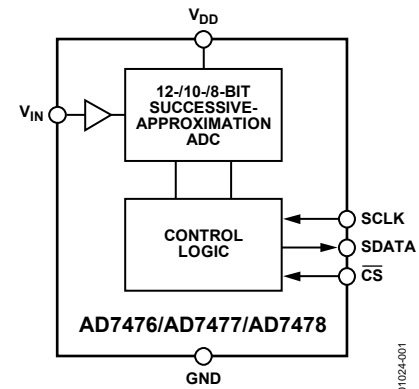 VDD
12-/10-/8-BIT
SUCCESSIVE-
APPROXIMATION
ADC
VIN
CONTROL
LOGIC
SCLK
SDATA
C̅S̅
AD7476/AD7477/AD7478
GND
01024-001